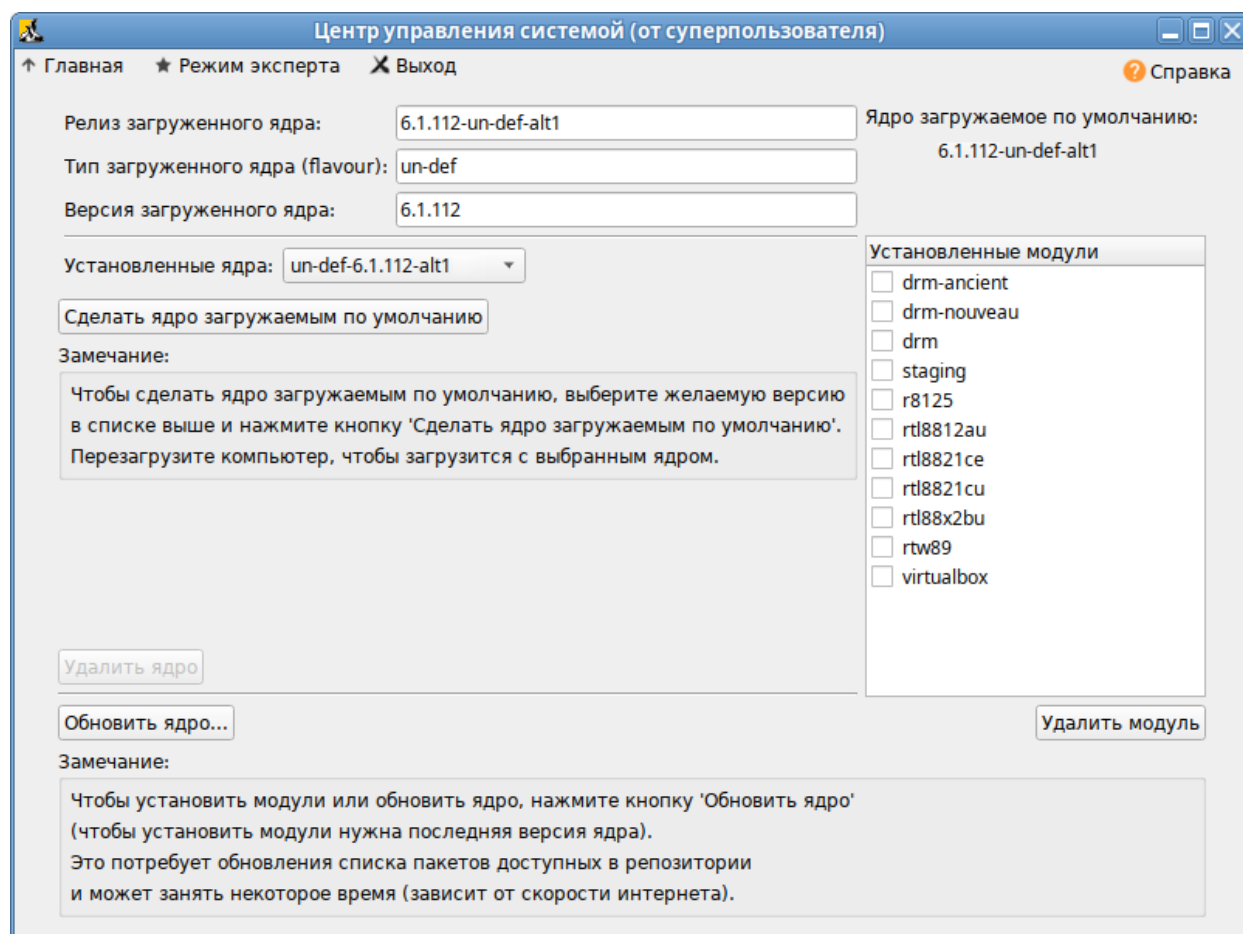 Центр управления системой (от суперпользователя)
Главная
Режим эксперта
Выход
Справка
Релиз загруженного ядра:
6.1.112-un-def-alt1
Тип загруженного ядра (flavour):
un-def
Версия загруженного ядра:
6.1.112
Ядро загружаемое по умолчанию:
6.1.112-un-def-alt1
Установленные ядра:
un-def-6.1.112-alt1
Сделать ядро загружаемым по умолчанию
Замечание:
Чтобы сделать ядро загружаемым по умолчанию, выберите желаемую версию
в списке выше и нажмите кнопку 'Сделать ядро загружаемым по умолчанию'.
Перезагрузите компьютер, чтобы загрузится с выбранным ядром.
Удалить ядро
Установленные модули
drm-ancient
drm-nouveau
drm
staging
r8125
rtl8812au
rtl8821ce
rtl8821cu
rtl88x2bu
rtw89
virtualbox
Обновить ядро...
Удалить модуль
Замечание:
Чтобы установить модули или обновить ядро, нажмите кнопку 'Обновить ядро'
(чтобы установить модули нужна последняя версия ядра).
Это потребует обновления списка пакетов доступных в репозитории
и может занять некоторое время (зависит от скорости интернета).